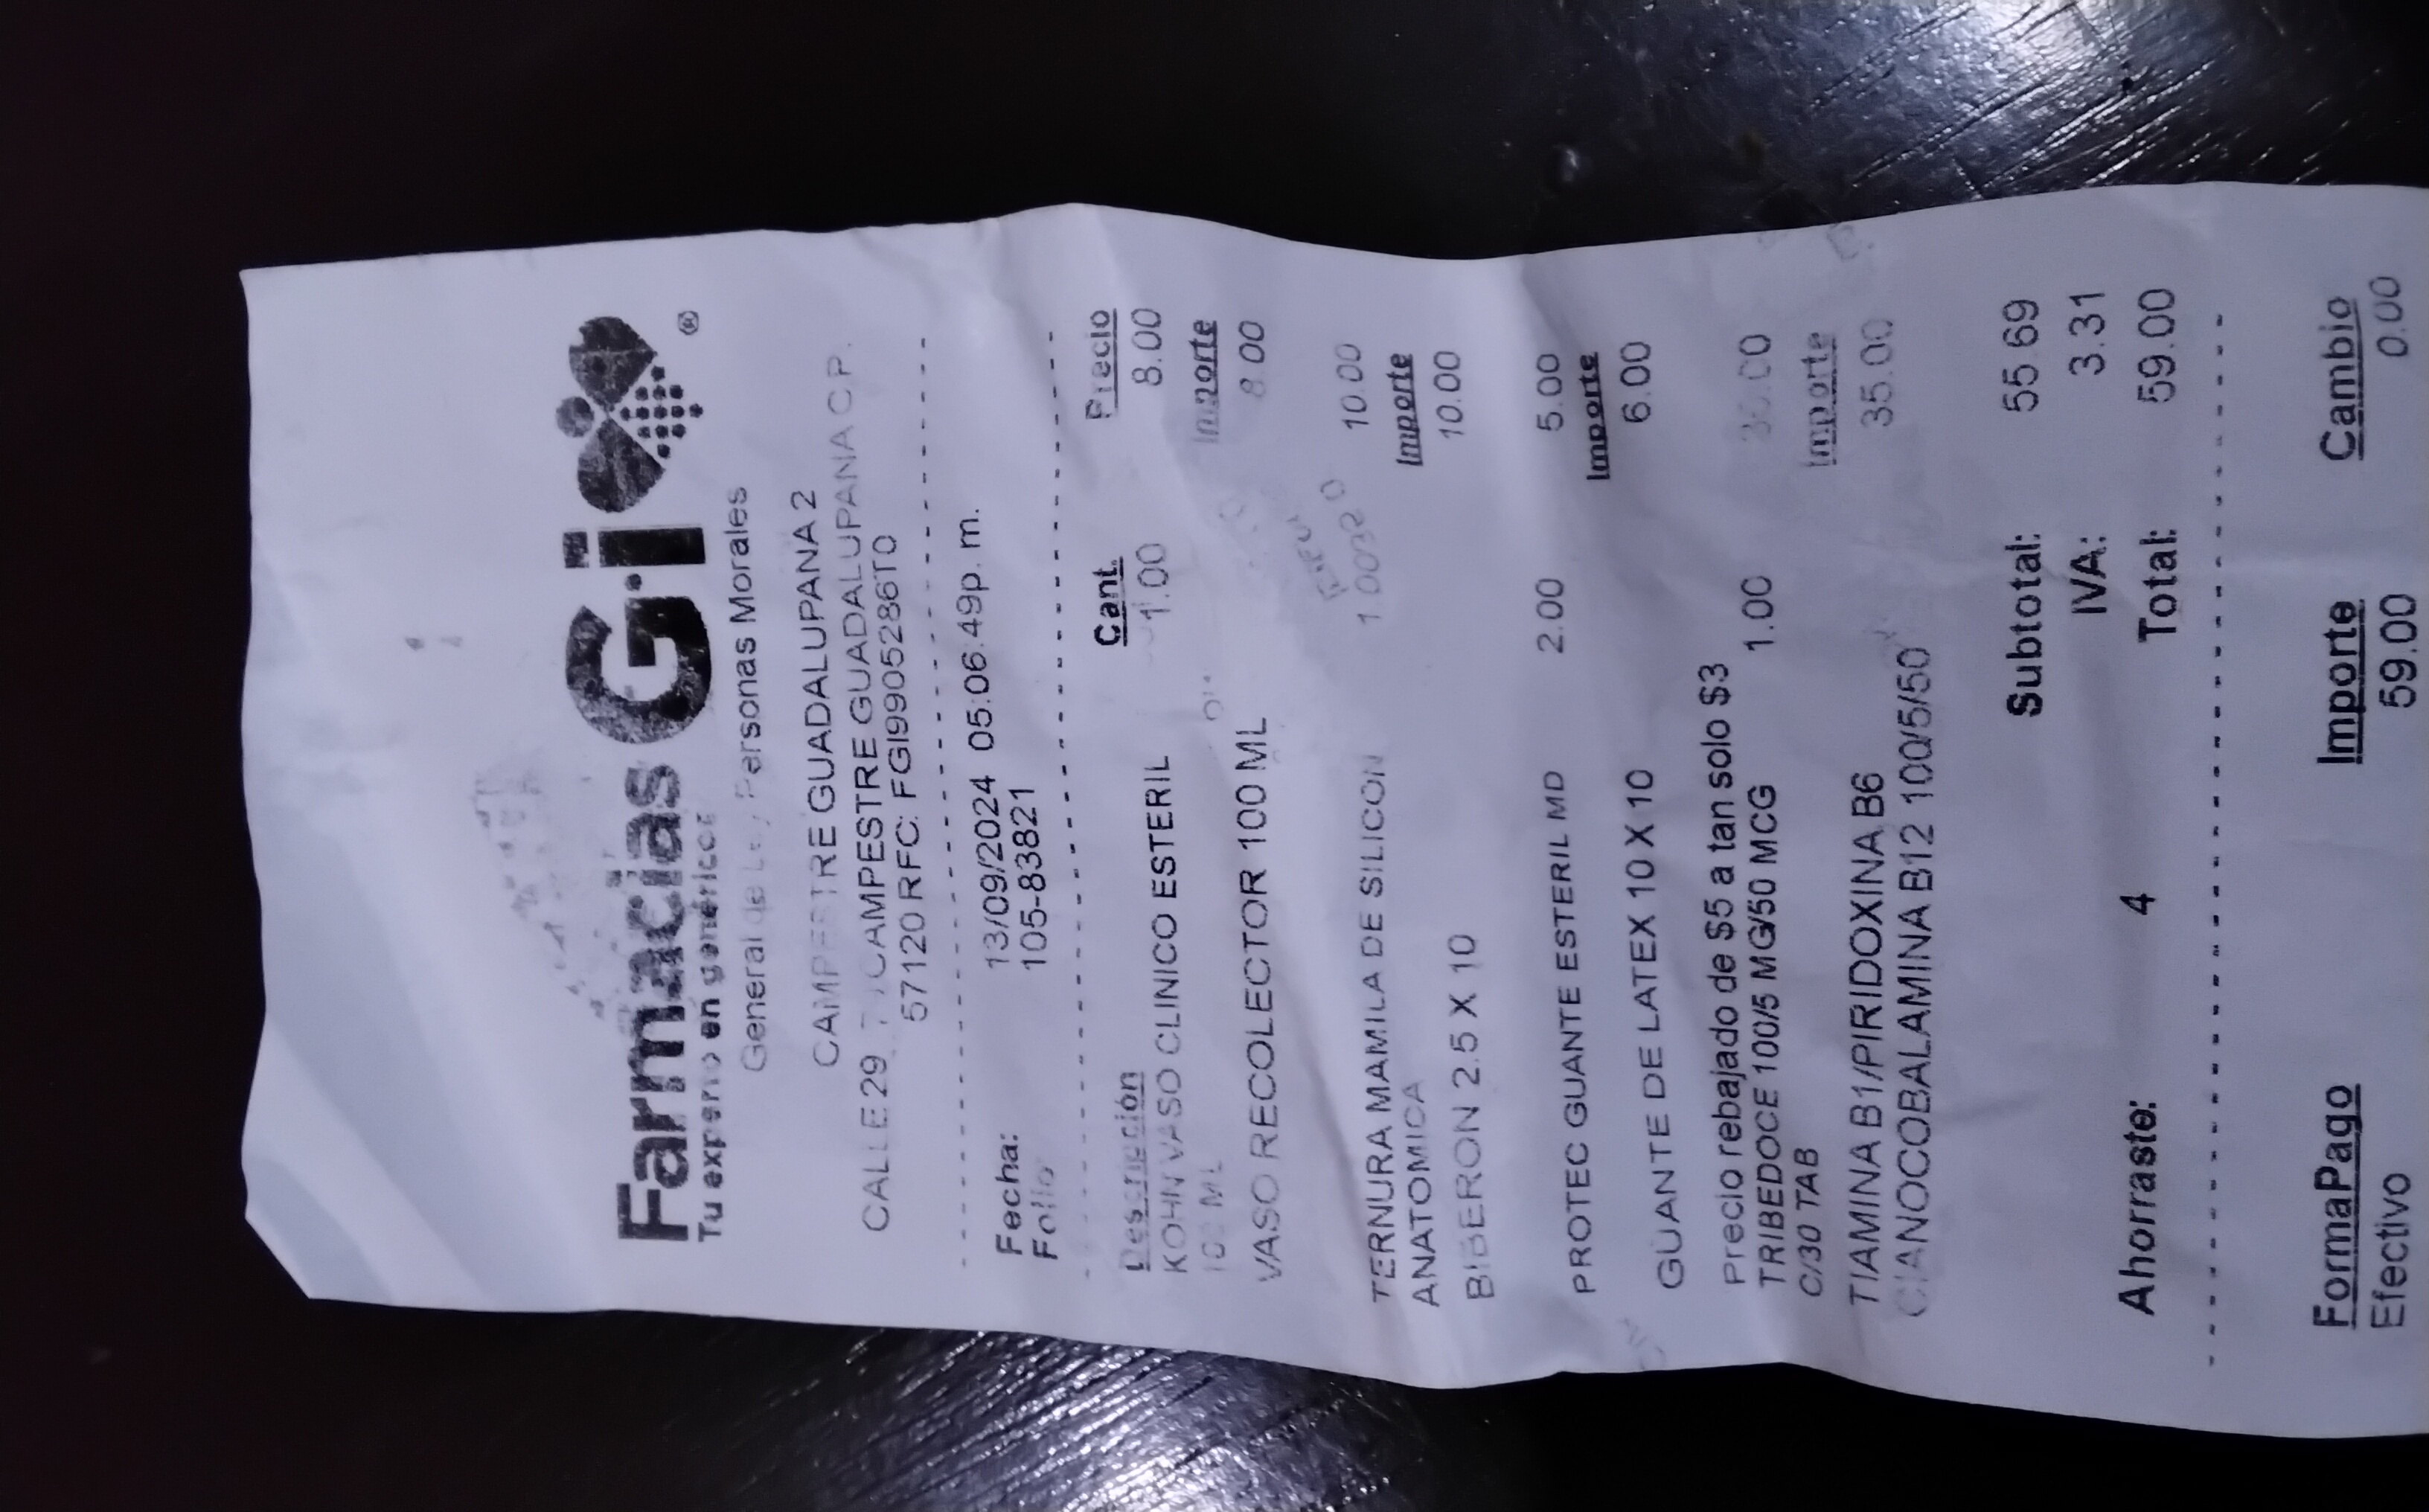 Farmacias Gi ®
Tu experto en genéricos
General de Ley Personas Morales
CAMPESTRE GUADALUPANA 2
CALLE 29 CAMPESTRE GUADALUPANA C.P.
57120 RFC: FGI9905286T0
Fecha: 13/09/2024 05:06:49p. m.
Folio 105-83821
Descripción Cant. Precio
KOHN VASO CLINICO ESTERIL 1.00 8.00
100 ML Importe
VASO RECOLECTOR 100 ML 8.00
TERNURA MAMILA DE SILICON 10.00
ANATOMICA Importe
BIBERON 2.5 X 10 10.00
PROTEC GUANTE ESTERIL MD 2.00 5.00
Importe
GUANTE DE LATEX 10 X 10 6.00
Precio rebajado de $5 a tan solo $3
TRIBEDOCE 100/5 MG/50 MCG 1.00
C/30 TAB Importe
TIAMINA B1/PIRIDOXINA B6 35.00
CIANOCOBALAMINA B12 100/5/50
Subtotal: 55.69
IVA: 3.31
Ahorraste: 4 Total: 59.00
FormaPago Importe Cambio
Efectivo 59.00 0.00